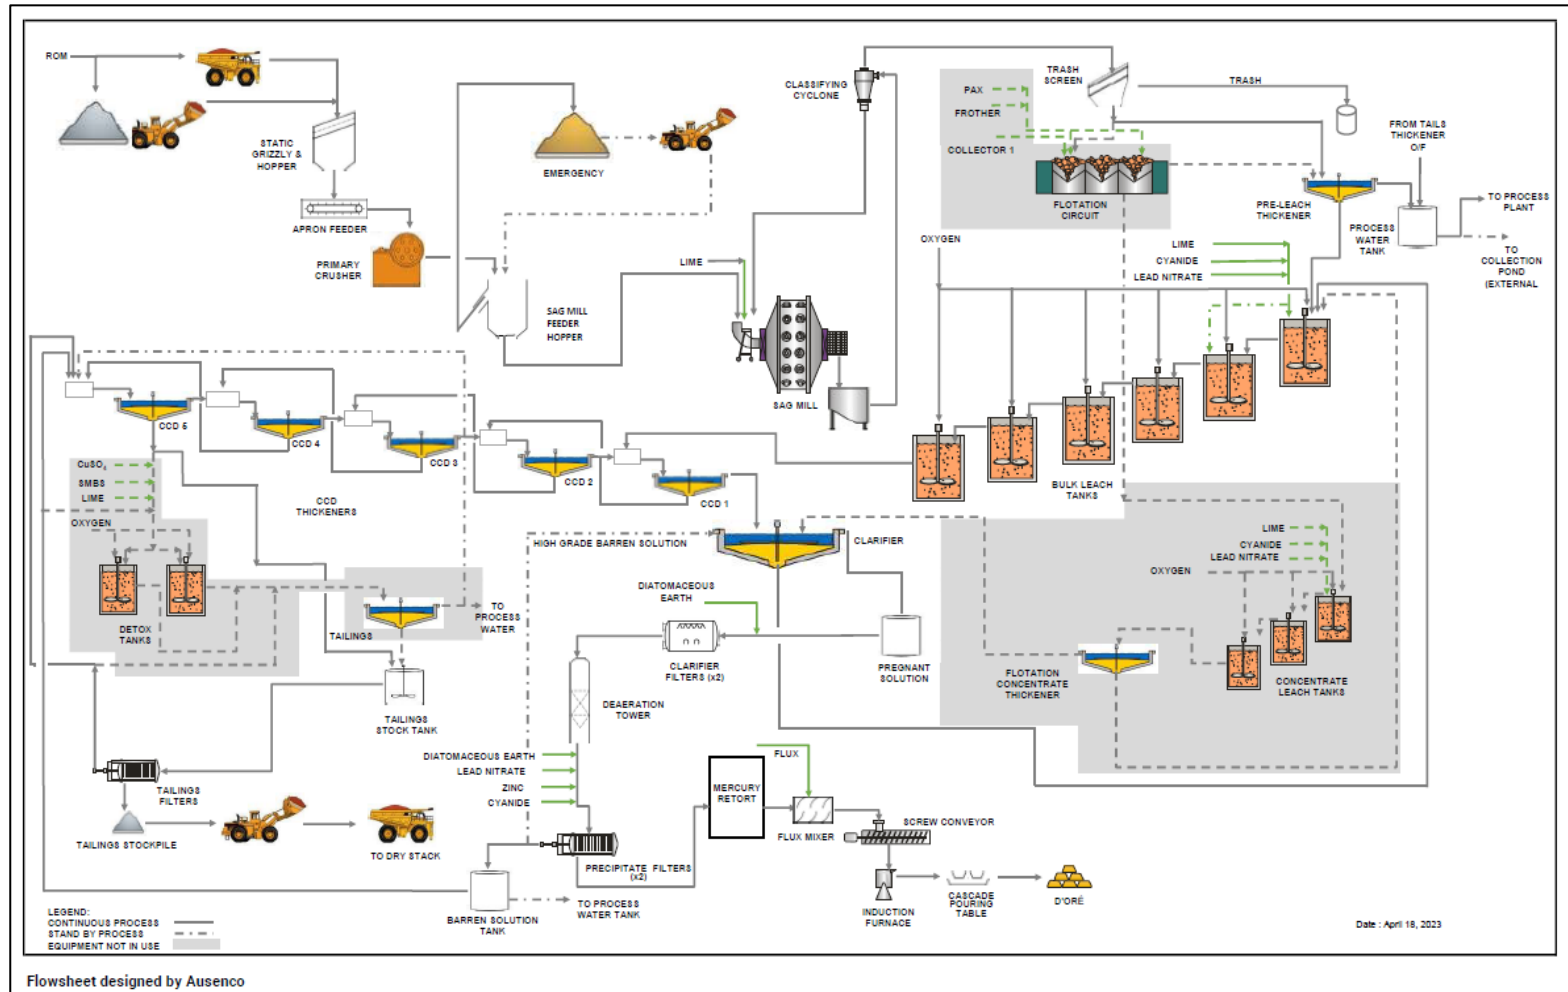 ROM
STATIC
GRIZZLY &
HOPPER
APRON FEEDER
PRIMARY
CRUSHER
EMERGENCY
SAG MILL
FEEDER
HOPPER
LIME
SAG MILL
CLASSIFYING
CYCLONE
TRASH
SCREEN
TRASH
PAX
FROTHER
COLLECTOR 1
FLOTATION
CIRCUIT
FROM TAILS
THICKENER
O/F
PRE-LEACH
THICKENER
PROCESS
WATER
TANK
TO PROCESS
PLANT
TO
COLLECTION
POND
(EXTERNAL
OXYGEN
LIME
CYANIDE
LEAD NITRATE
BULK LEACH
TANKS
CCD 5
CCD 4
CCD 3
CCD 2
CCD 1
CCD
THICKENERS
CuSO4
SMBS
LIME
OXYGEN
DETOX
TANKS
TAILINGS
TO
PROCESS
WATER
TAILINGS
STOCK TANK
TAILINGS
FILTERS
TAILINGS STOCKPILE
TO DRY STACK
HIGH GRADE BARREN SOLUTION
CLARIFIER
DIATOMACEOUS
EARTH
CLARIFIER
FILTERS (x2)
PREGNANT
SOLUTION
DEAERATION
TOWER
DIATOMACEOUS EARTH
LEAD NITRATE
ZINC
CYANIDE
PRECIPITATE FILTERS
(x2)
BARREN SOLUTION
TANK
TO PROCESS
WATER TANK
MERCURY
RETORT
FLUX
FLUX MIXER
SCREW CONVEYOR
INDUCTION
FURNACE
CASCADE
POURING
TABLE
D'ORÉ
LIME
CYANIDE
LEAD NITRATE
OXYGEN
FLOTATION
CONCENTRATE
THICKENER
CONCENTRATE
LEACH TANKS
LEGEND:
CONTINUOUS PROCESS
STAND BY PROCESS
EQUIPMENT NOT IN USE
Date : April 18, 2023
Flowsheet designed by Ausenco